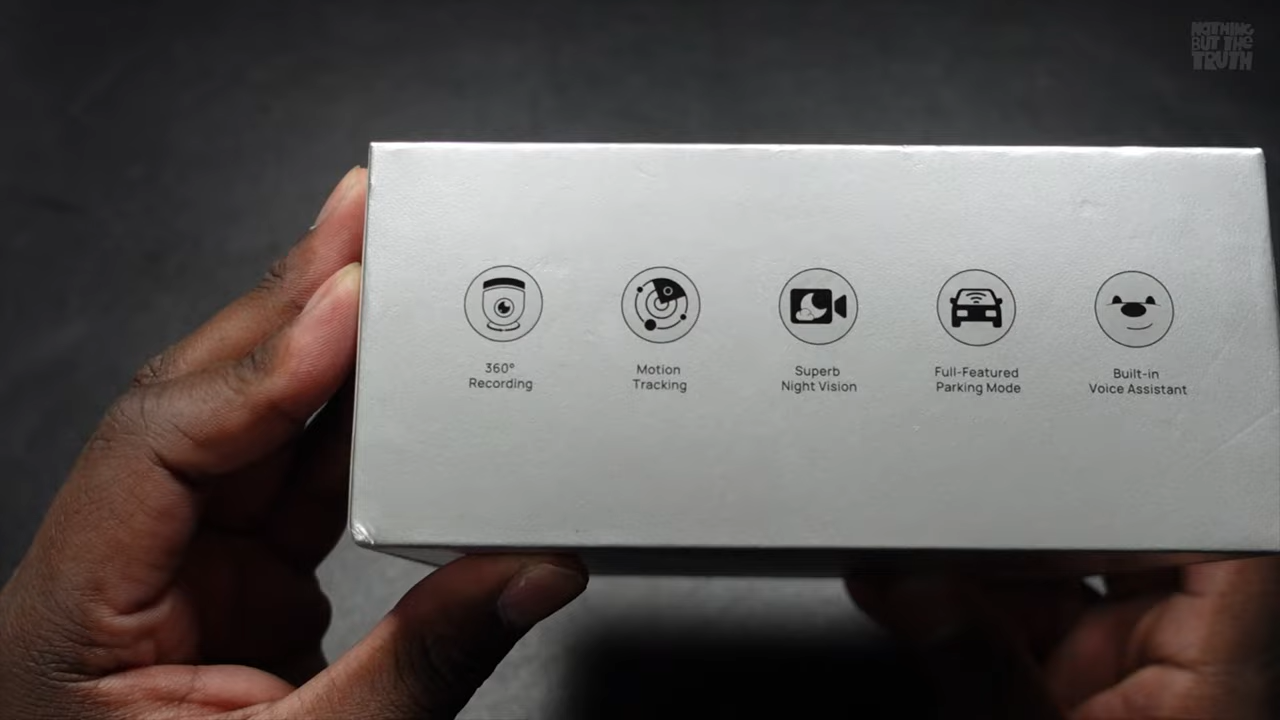 NOTHING
BUT THE
TRUTH
360°
Recording
Motion
Tracking
Superb
Night Vision
Full-Featured
Parking Mode
Built-in
Voice Assistant